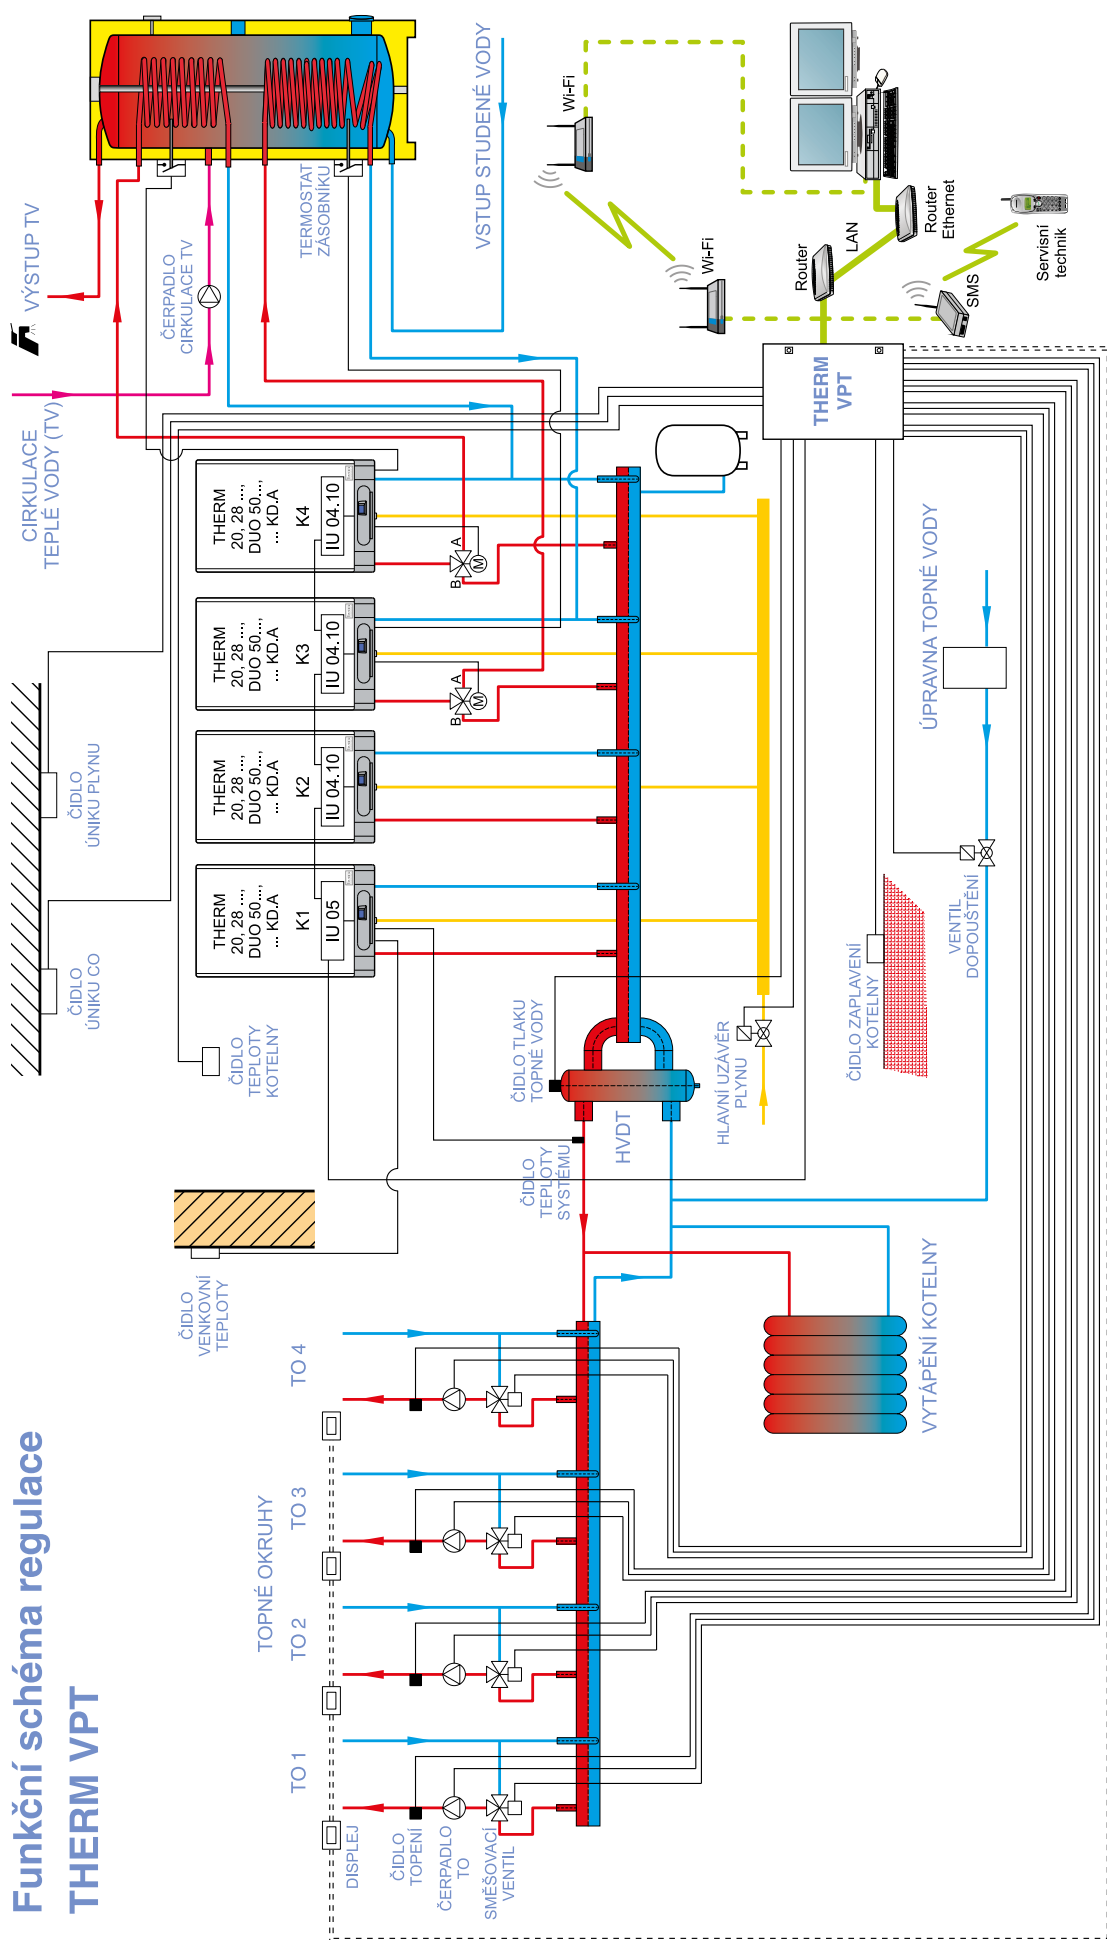 Funkční schéma regulace
THERM VPT
TOPNÉ OKRUHY
TO 1
TO 2
TO 3
TO 4
DISPLEJ
ČIDLO
TOPENÍ
ČERPADLO
TO
SMĚŠOVACÍ
VENTIL
ČIDLO
VENKOVNÍ
TEPLOTY
ČIDLO
TEPLOTY
KOTELNY
ČIDLO
ÚNIKU CO
ČIDLO
ÚNIKU PLYNU
CIRKULACE
TEPLÉ VODY (TV)
VÝSTUP TV
ČERPADLO
CIRKULACE TV
TERMOSTAT
ZÁSOBNÍKU
VSTUP STUDENÉ VODY
THERM
20, 28 ...,
DUO 50...,
... KD.A
K1
IU 05
THERM
20, 28 ...,
DUO 50...,
... KD.A
K2
IU 04.10
THERM
20, 28 ...,
DUO 50...,
... KD.A
K3
IU 04.10
THERM
20, 28 ...,
DUO 50...,
... KD.A
K4
IU 04.10
B
A
M
B
A
M
ČIDLO
TEPLOTY
SYSTÉMU
ČIDLO TLAKU
TOPNÉ VODY
HVDT
HLAVNÍ UZÁVĚR
PLYNU
VYTÁPĚNÍ KOTELNY
ČIDLO ZAPLAVENÍ
KOTELNY
VENTIL
DOPOUŠTĚNÍ
ÚPRAVNA TOPNÉ VODY
THERM
VPT
Wi-Fi
Wi-Fi
Router
LAN
Router
Ethernet
SMS
Servisní
technik